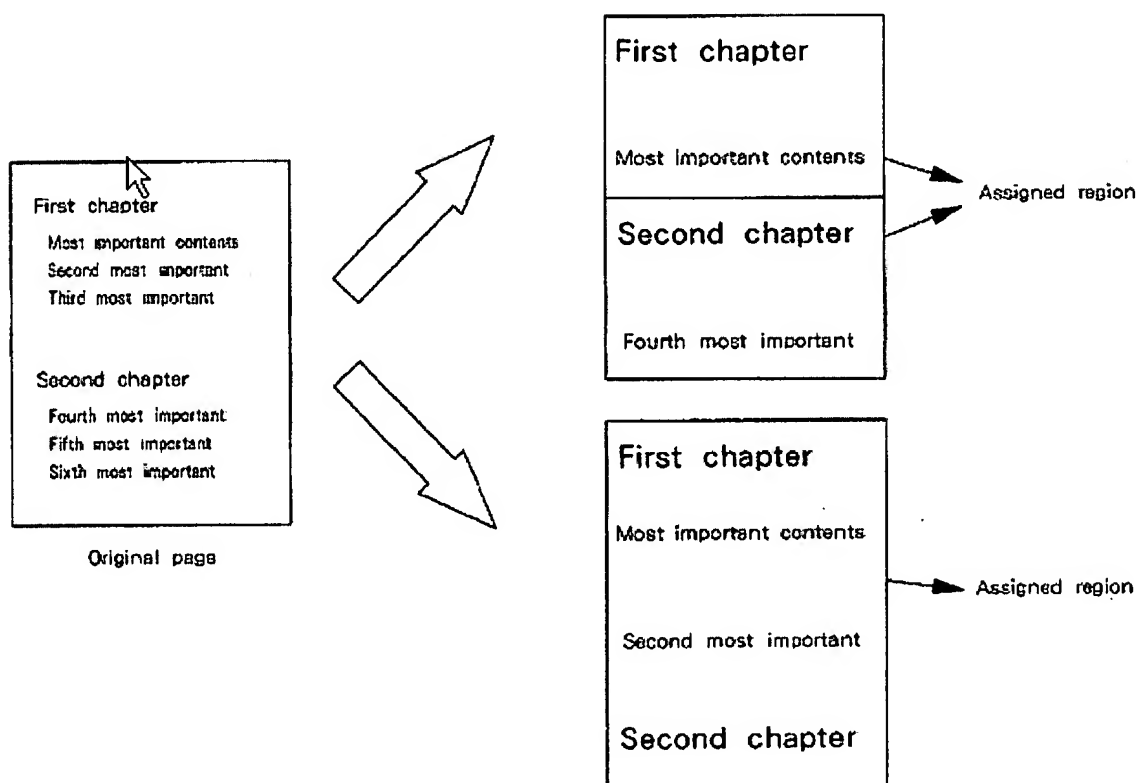 First chapter
Most important contents
Second most important
Third most important
Second chapter
Fourth most important
Fifth most important
Sixth most important
Original page
First chapter
Most important contents
Second chapter
Fourth most important
Assigned region
First chapter
Most important contents
Second most important
Second chapter
Assigned region